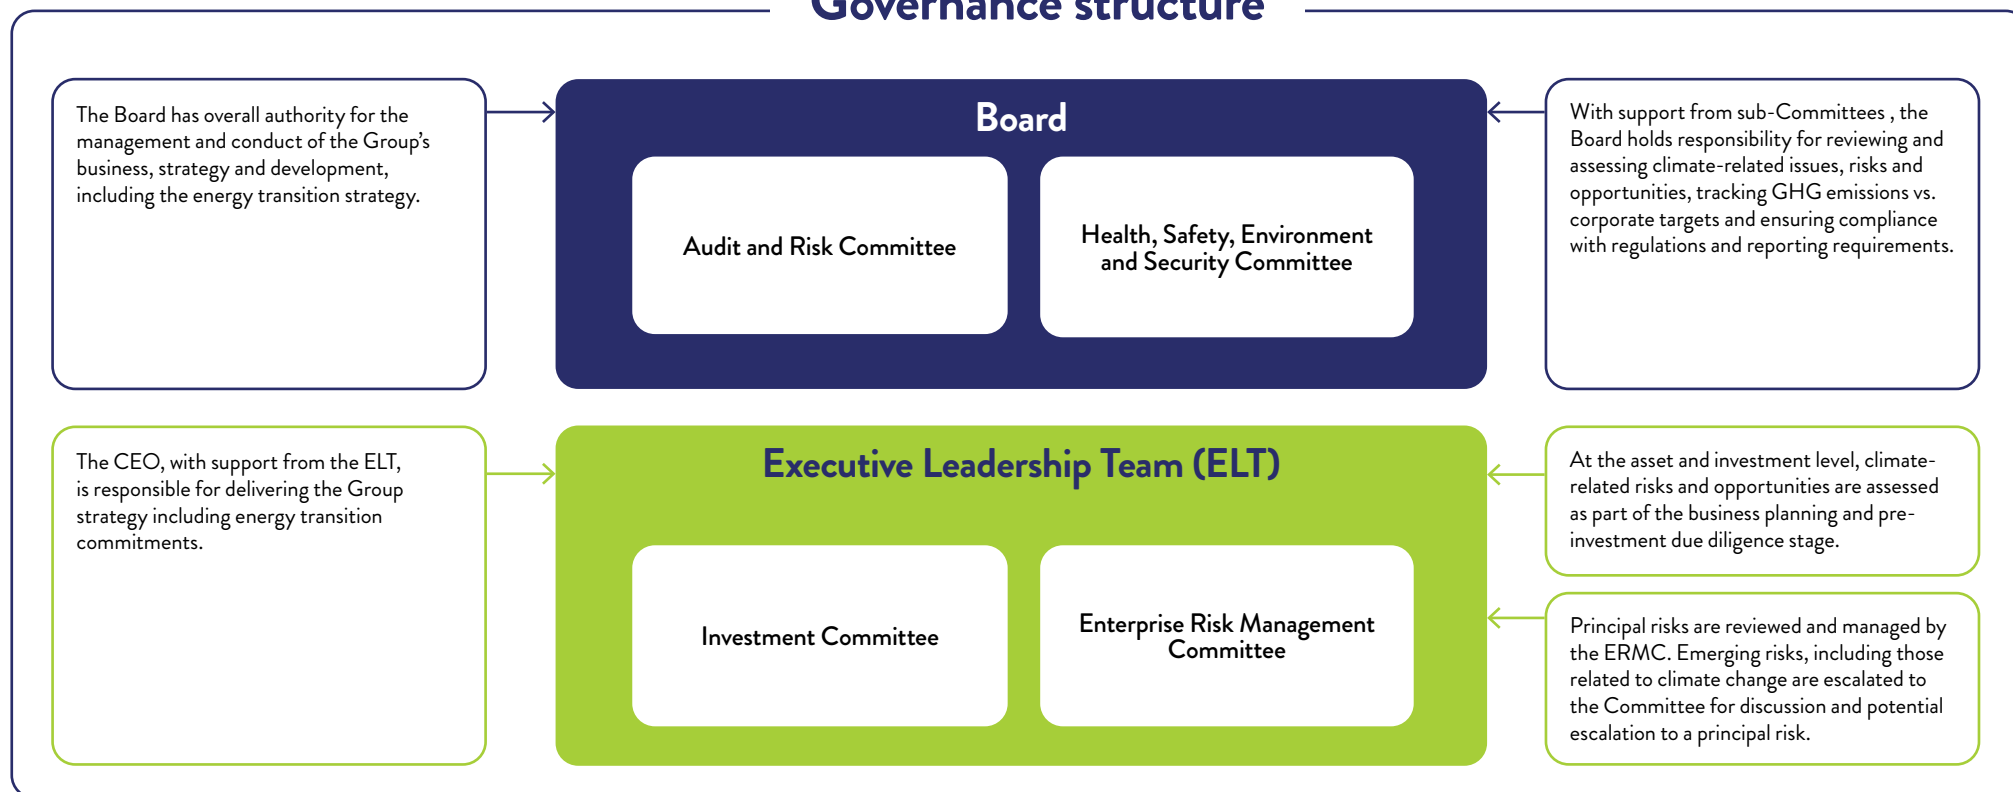 Governance structure
The Board has overall authority for the
management and conduct of the Group's
business, strategy and development,
including the energy transition strategy.
Board
Audit and Risk Committee
Health, Safety, Environment
and Security Committee
With support from sub-Committees , the
Board holds responsibility for reviewing and
assessing climate-related issues, risks and
opportunities, tracking GHG emissions vs.
corporate targets and ensuring compliance
with regulations and reporting requirements.
The CEO, with support from the ELT,
is responsible for delivering the Group
strategy including energy transition
commitments.
Executive Leadership Team (ELT)
Investment Committee
Enterprise Risk Management
Committee
At the asset and investment level, climate-
related risks and opportunities are assessed
as part of the business planning and pre-
investment due diligence stage.
Principal risks are reviewed and managed by
the ERMC. Emerging risks, including those
related to climate change are escalated to
the Committee for discussion and potential
escalation to a principal risk.